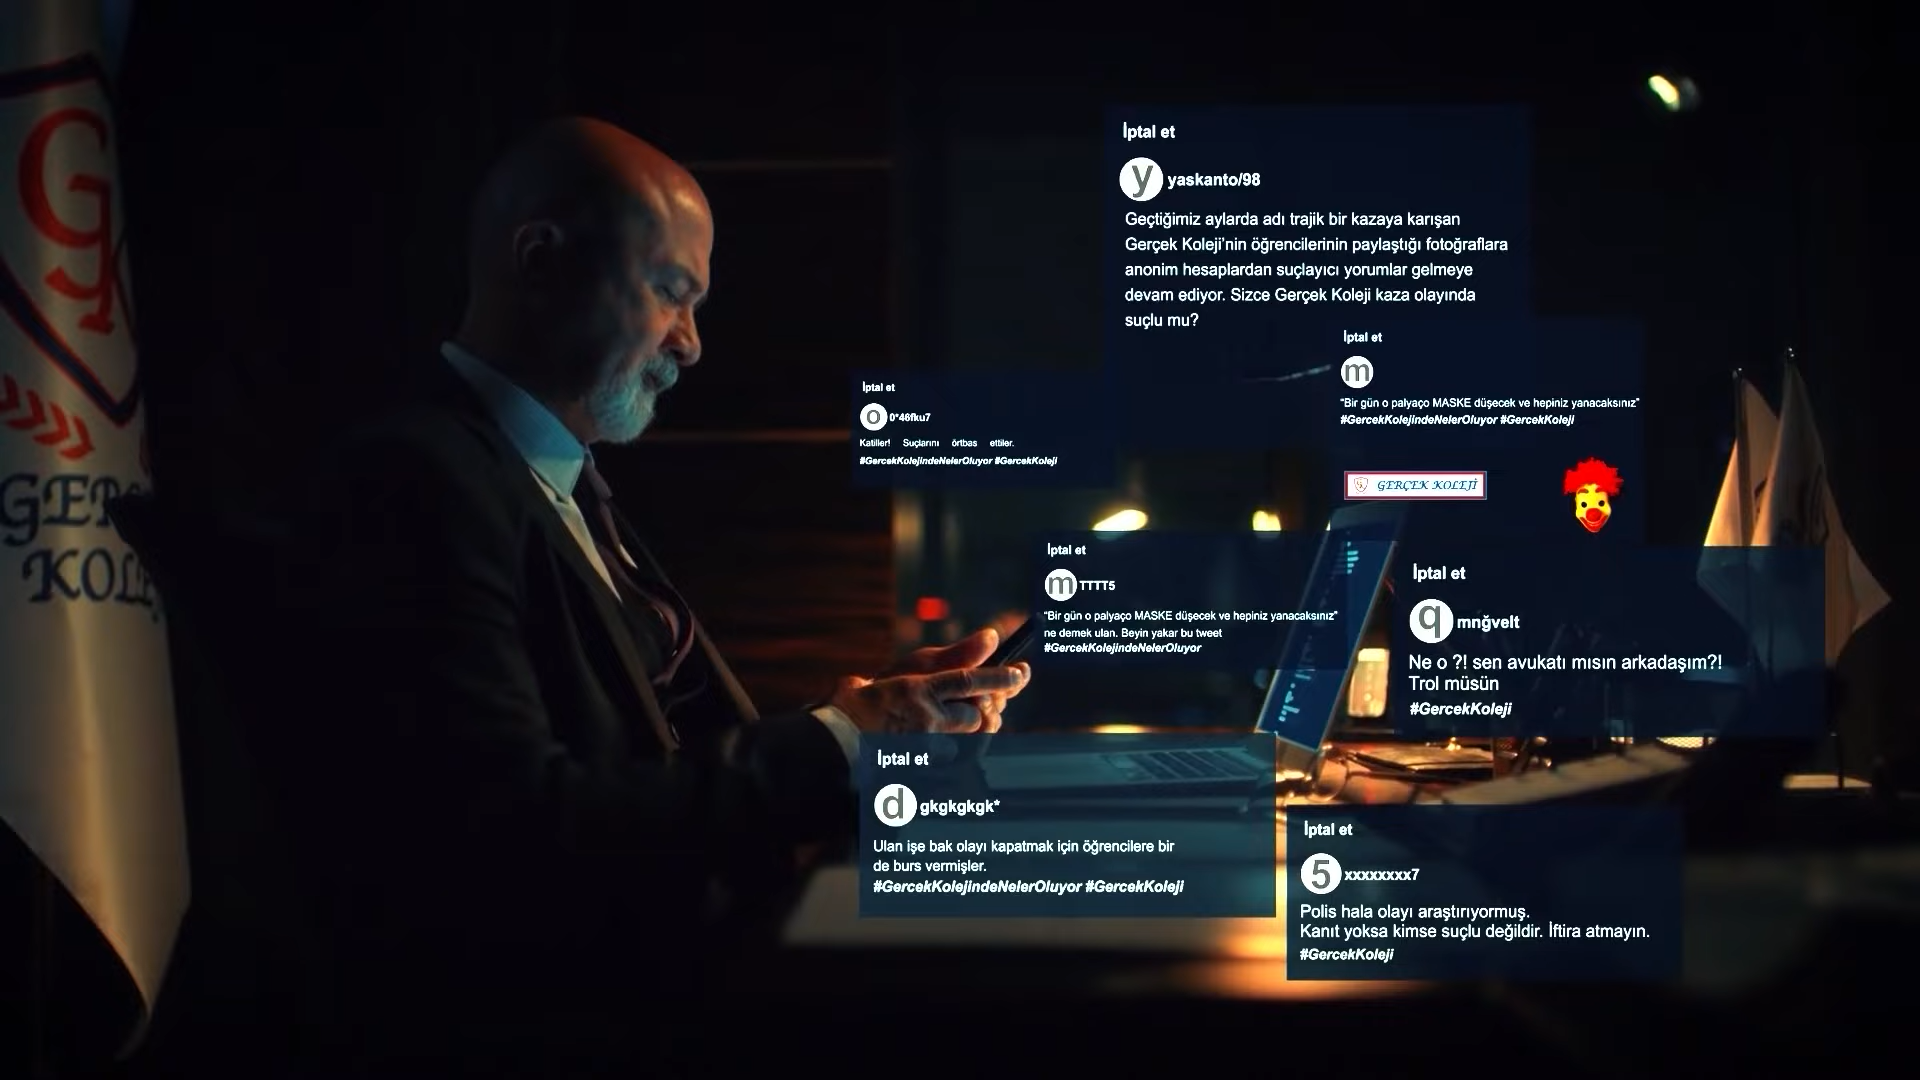 G
GERÇ
KOLE
İptal et
y yaskanto/98
Geçtiğimiz aylarda adı trajik bir kazaya karışan
Gerçek Koleji'nin öğrencilerinin paylaştığı fotoğraflara
anonim hesaplardan suçlayıcı yorumlar gelmeye
devam ediyor. Sizce Gerçek Koleji kaza olayında
suçlu mu?
İptal et
m
“Bir gün o palyaço MASKE düşecek ve hepiniz yanacaksınız”
#GercekKolejindeNelerOluyor #GercekKoleji
GERÇEK KOLEJİ
İptal et
o 0*46fku7
Katiller! Suçlarını örtbas ettiler.
#GercekKolejindeNelerOluyor #GercekKoleji
İptal et
m TTTT5
“Bir gün o palyaço MASKE düşecek ve hepiniz yanacaksınız”
ne demek ulan. Beyin yakar bu tweet
#GercekKolejindeNelerOluyor
İptal et
q mnğvelt
Ne o ?! sen avukatı mısın arkadaşım?!
Trol müsün
#GercekKoleji
İptal et
d gkgkgkgk*
Ulan işe bak olayı kapatmak için öğrencilere bir
de burs vermişler.
#GercekKolejindeNelerOluyor #GercekKoleji
İptal et
5 xxxxxxxx7
Polis hala olayı araştırıyormuş.
Kanıt yoksa kimse suçlu değildir. İftira atmayın.
#GercekKoleji